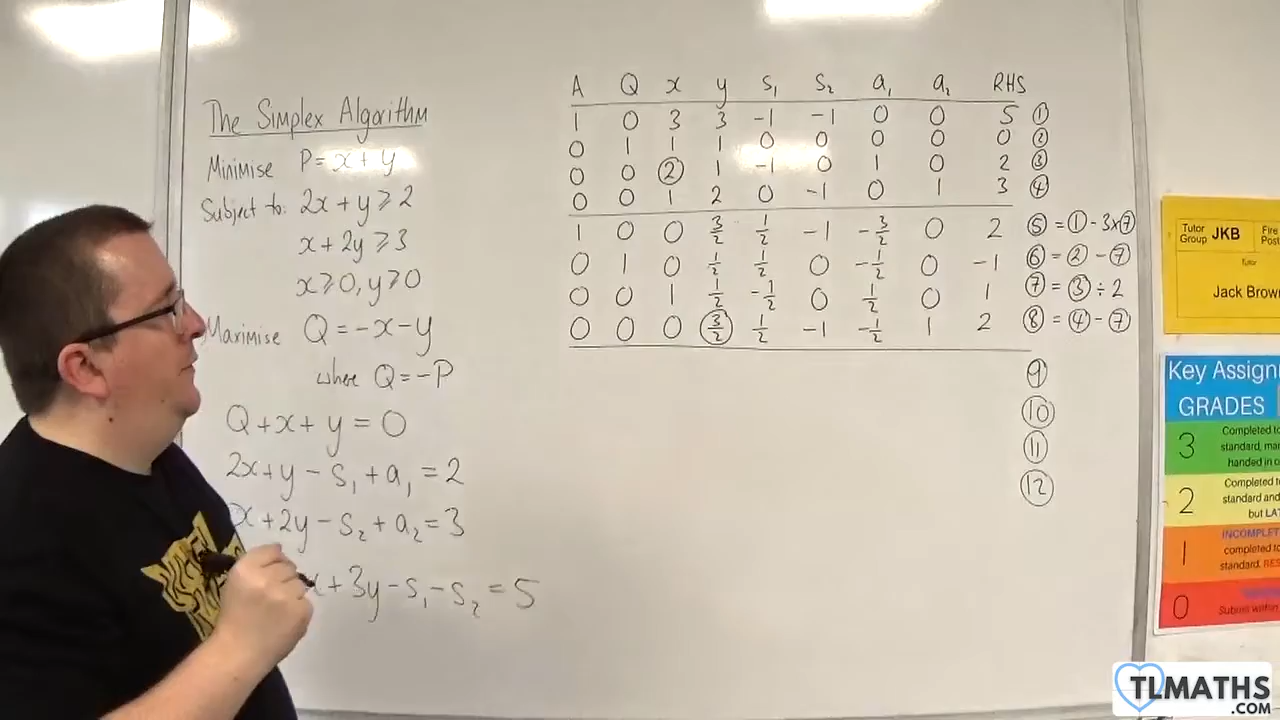 The Simplex Algorithm
Minimise P = x + y
Subject to: 2x + y ⩾ 2
x + 2y ⩾ 3
x ⩾ 0, y ⩾ 0
Maximise Q = -x - y
where Q = -P
Q + x + y = 0
2x + y - s₁ + a₁ = 2
x + 2y - s₂ + a₂ = 3
x + 3y - s₁ - s₂ = 5
A Q x y s₁ s₂ a₁ a₂ RHS
1 0 3 3 -1 -1 0 0 5 ①
0 1 1 1 0 0 0 0 0 ②
0 0 ② 1 -1 0 1 0 2 ③
0 0 1 2 0 -1 0 1 3 ④
1 0 0 3/2 1/2 -1 -3/2 0 2 ⑤ = ① - 3×⑦
0 1 0 1/2 1/2 0 -1/2 0 -1 ⑥ = ② - ⑦
0 0 1 1/2 -1/2 0 1/2 0 1 ⑦ = ③ ÷ 2
0 0 0 (3/2) 1/2 -1 -1/2 1 2 ⑧ = ④ - ⑦
⑨
⑩
⑪
⑫
Tutor Group JKB Fire
Tutor
Jack Brow
Key Assign
GRADES
3 Completed to
standard, ma
handed in
2 Completed t
standard and
but LAT
1 INCOMPLET
completed to
standard. RES
0
Submit within
TLMATHS
.COM